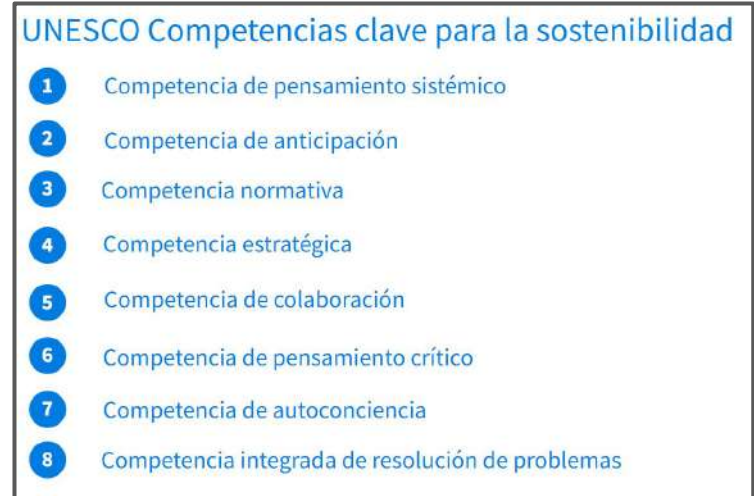 UNESCO Competencias clave para la sostenibilidad
1 Competencia de pensamiento sistémico
2 Competencia de anticipación
3 Competencia normativa
4 Competencia estratégica
5 Competencia de colaboración
6 Competencia de pensamiento crítico
7 Competencia de autoconciencia
8 Competencia integrada de resolución de problemas